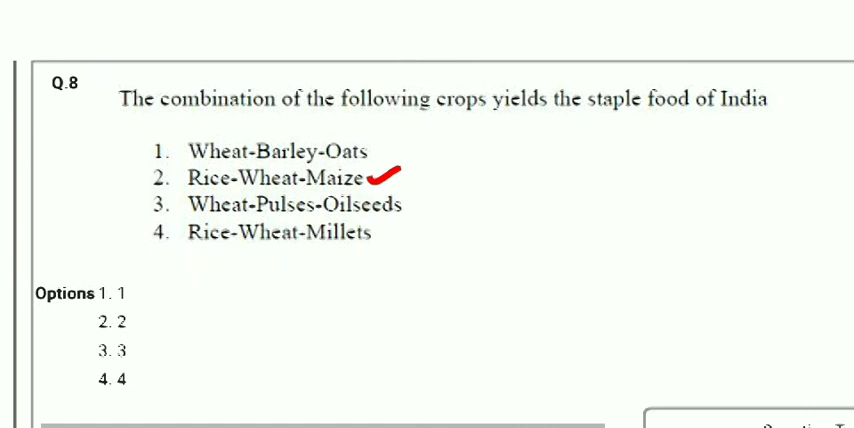 Q.8
The combination of the following crops yields the staple food of India
1. Wheat-Barley-Oats
2. Rice-Wheat-Maize
3. Wheat-Pulses-Oilseeds
4. Rice-Wheat-Millets
Options 1. 1
2. 2
3. 3
4. 4